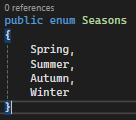 0 references
public enum Seasons
{
    Spring,
    Summer,
    Autumn,
    Winter
}